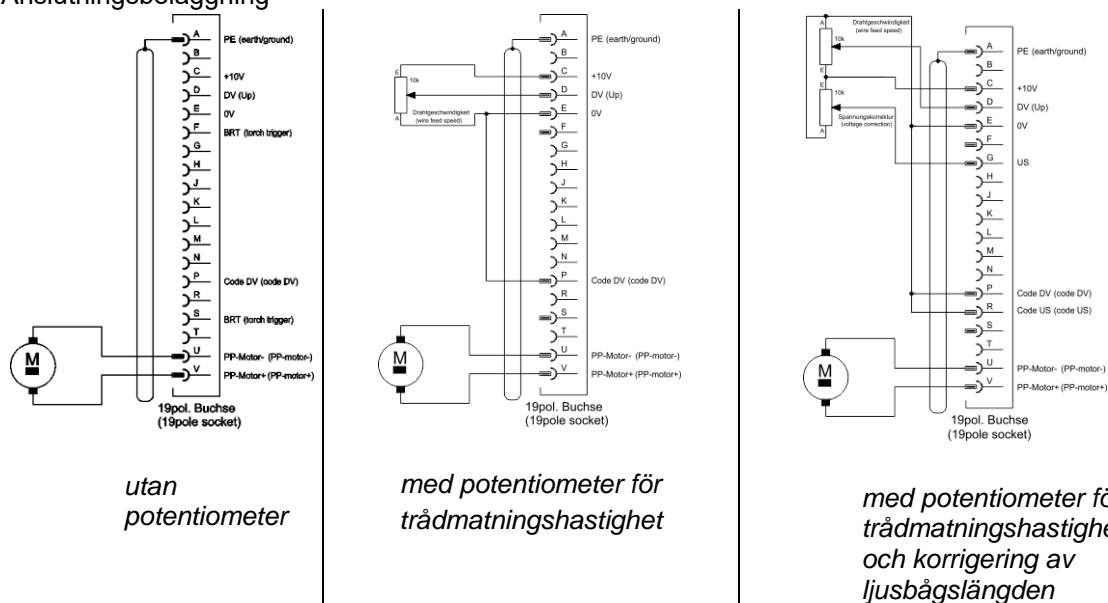 Anslutningsbeläggning
A PE (earth/ground)
B
C +10V
D DV (Up)
E 0V
F BRT (torch trigger)
G
H
J
K
L
M
N
P Code DV (code DV)
R
S BRT (torch trigger)
T
U PP-Motor- (PP-motor-)
V PP-Motor+ (PP-motor+)
M
19pol. Buchse
(19pole socket)
utan
potentiometer
A PE (earth/ground)
B
C +10V
D DV (Up)
E 0V
F
G
H
J
K
L
M
N
P Code DV (code DV)
R
S
T
U PP-Motor- (PP-motor-)
V PP-Motor+ (PP-motor+)
E
10k
Drahtgeschwindigkeit
(wire feed speed)
A
M
19pol. Buchse
(19pole socket)
med potentiometer för
trådmatningshastighet
A
Drahtgeschwindigkeit
(wire feed speed)
10k
E
E
10k
Spannungskorrektur
(voltage correction)
A
A PE (earth/ground)
B
C +10V
D DV (Up)
E 0V
F
G US
H
J
K
L
M
N
P Code DV (code DV)
R Code US (code US)
S
T
U PP-Motor- (PP-motor-)
V PP-Motor+ (PP-motor+)
M
19pol. Buchse
(19pole socket)
med potentiometer fö
trådmatningshastighe
och korrigering av
ljusbågslängden